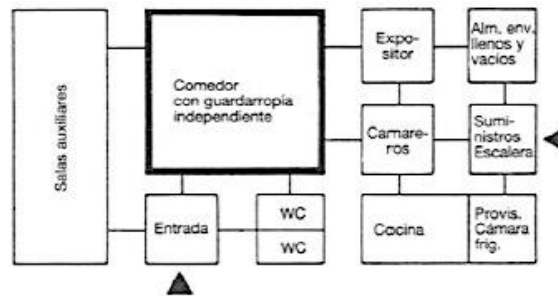 Salas auxiliares
Comedor
con guardarropía
independiente
Expo-
sitor
Alm. env.
llenos y
vacíos
Camare-
ros
Sumi-
nistros
Escalera
Entrada
WC
WC
Cocina
Provis.
Cámara
frig.